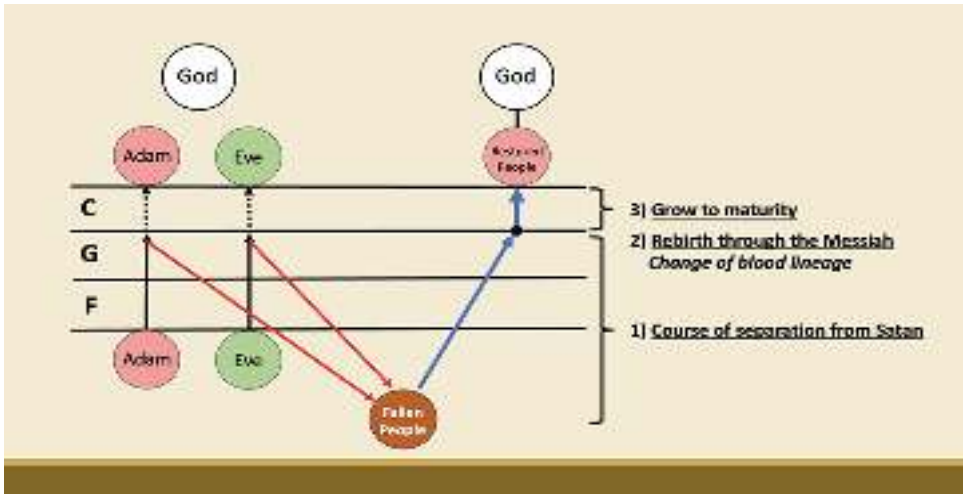 God
God
Adam
Eve
Restored
People
C
3) Grow to maturity
G
2) Rebirth through the Messiah
Change of blood lineage
F
1) Course of separation from Satan
Adam
Eve
Fallen
People